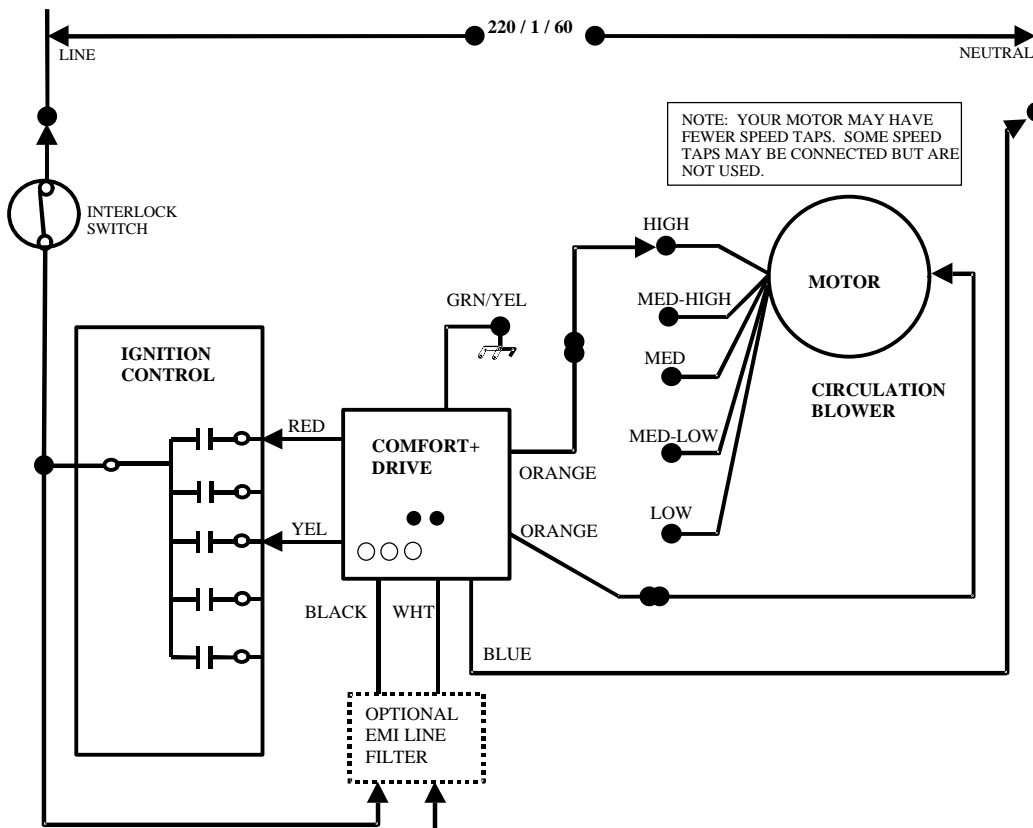 220 / 1 / 60
LINE
NEUTRAL
NOTE: YOUR MOTOR MAY HAVE
FEWER SPEED TAPS. SOME SPEED
TAPS MAY BE CONNECTED BUT ARE
NOT USED.
INTERLOCK
SWITCH
HIGH
MOTOR
MED-HIGH
GRN/YEL
IGNITION
CONTROL
MED
CIRCULATION
BLOWER
RED
COMFORT+
DRIVE
MED-LOW
ORANGE
YEL
ORANGE
LOW
BLACK
WHT
BLUE
OPTIONAL
EMI LINE
FILTER